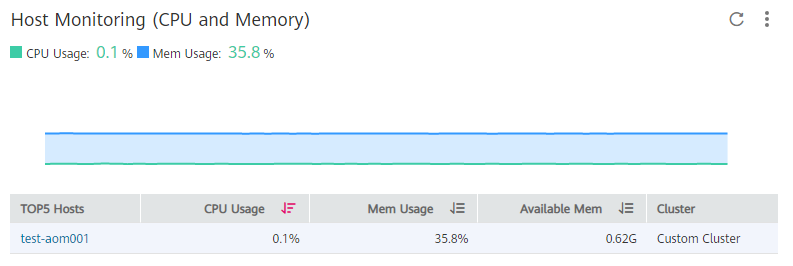 Host Monitoring (CPU and Memory)
CPU Usage: 0.1 % Mem Usage: 35.8 %
TOP5 Hosts CPU Usage Mem Usage Available Mem Cluster
test-aom001 0.1% 35.8% 0.62G Custom Cluster